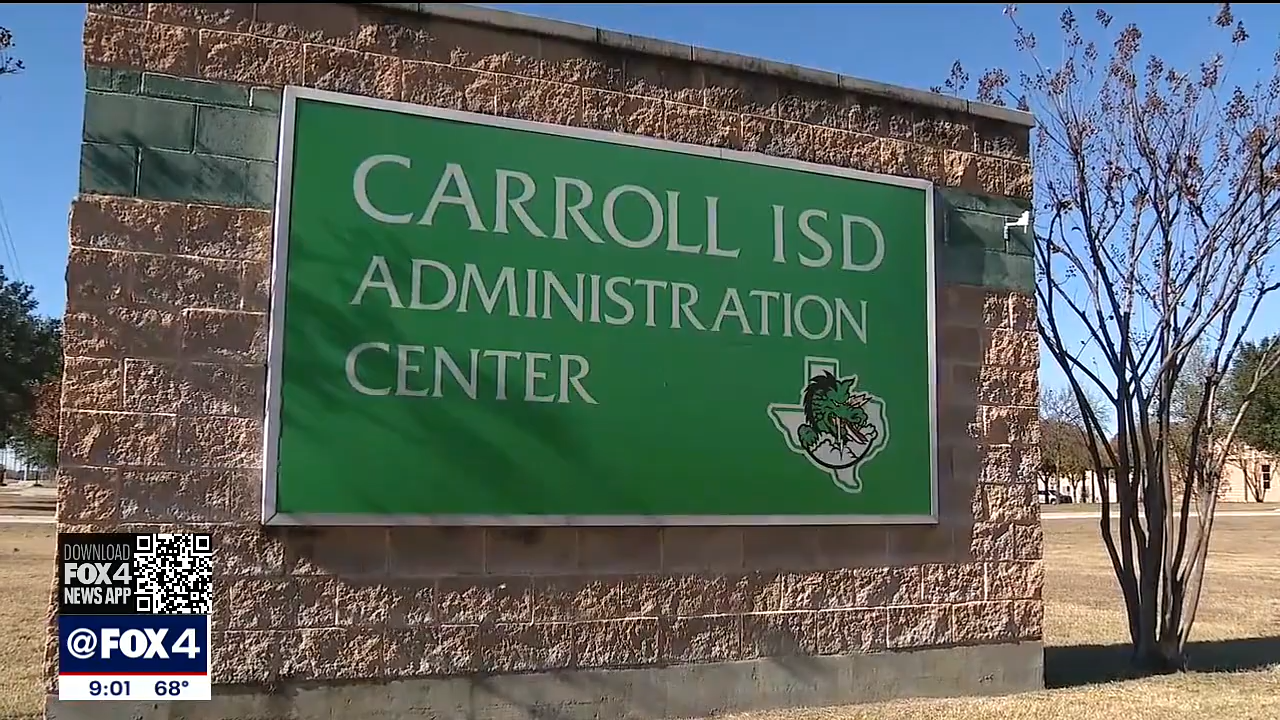 CARROLL ISD
ADMINISTRATION
CENTER
DOWNLOAD
FOX4
NEWS APP
@FOX4
9:01 68°